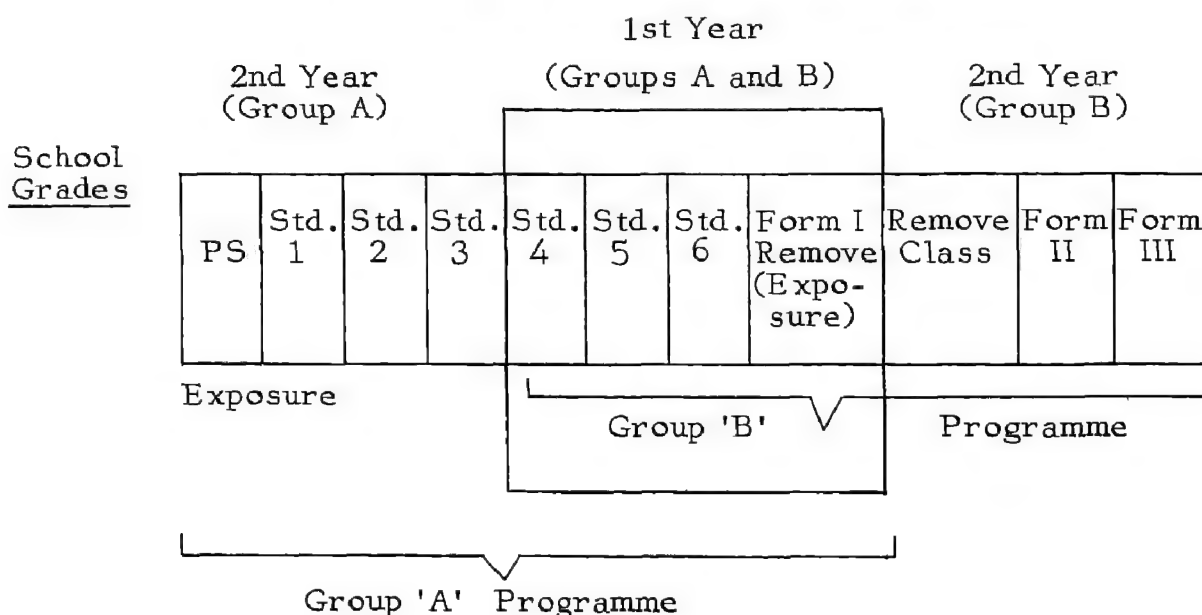 1st Year
(Groups A and B)
2nd Year
(Group A)
2nd Year
(Group B)
School
Grades
PS
Std.
1
Std.
2
Std.
3
Std.
4
Std.
5
Std.
6
Form I
Remove
(Expo-
sure)
Remove
Class
Form
II
Form
III
Exposure
Group 'B' Programme
Group 'A' Programme